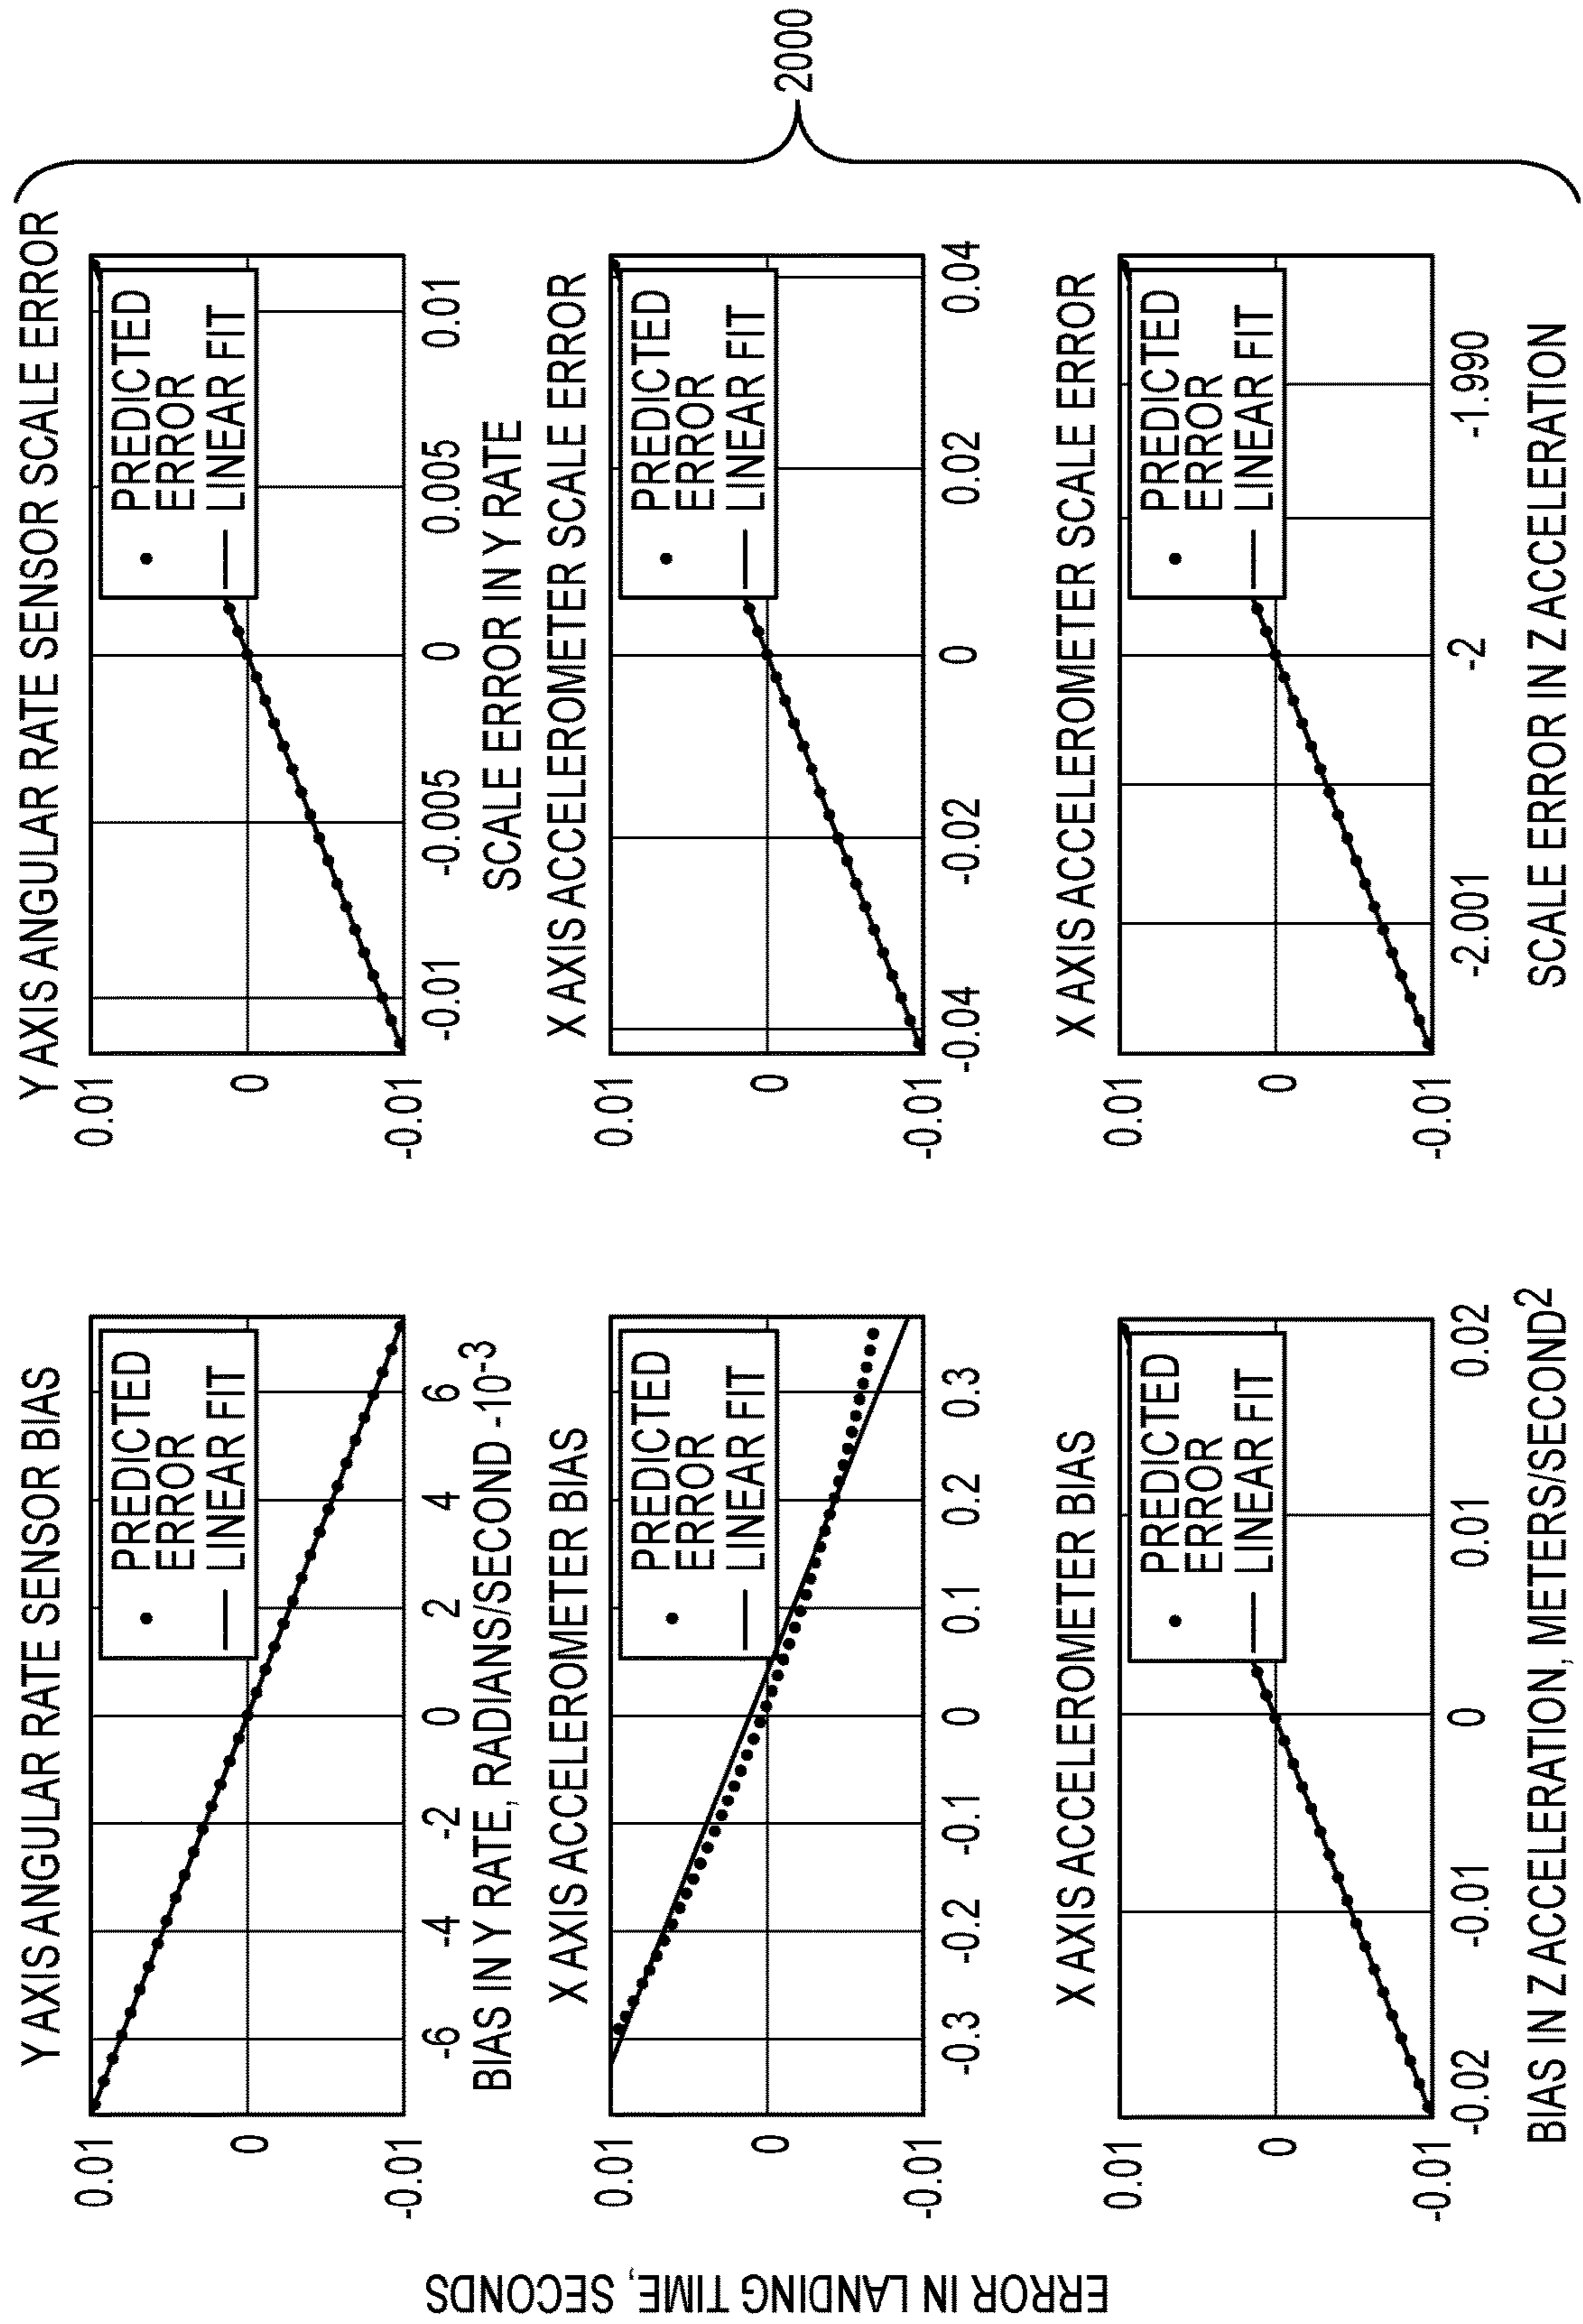 Y AXIS ANGULAR RATE SENSOR BIAS
0.01
0
-0.01
PREDICTED
ERROR
LINEAR FIT
-6
-4
-2
0
2
4
6
BIAS IN Y RATE, RADIANS/SECOND -10-3
Y AXIS ANGULAR RATE SENSOR SCALE ERROR
0.01
0
-0.01
PREDICTED
ERROR
LINEAR FIT
-0.01
-0.005
0
0.005
0.01
SCALE ERROR IN Y RATE
X AXIS ACCELEROMETER BIAS
0.01
0
-0.01
PREDICTED
ERROR
LINEAR FIT
-0.3
-0.2
-0.1
0
0.1
0.2
0.3
X AXIS ACCELEROMETER SCALE ERROR
0.01
0
-0.01
PREDICTED
ERROR
LINEAR FIT
-0.04
-0.02
0
0.02
0.04
X AXIS ACCELEROMETER BIAS
0.01
0
-0.01
PREDICTED
ERROR
LINEAR FIT
-0.02
-0.01
0
0.01
0.02
BIAS IN Z ACCELERATION, METERS/SECOND2
X AXIS ACCELEROMETER SCALE ERROR
0.01
0
-0.01
PREDICTED
ERROR
LINEAR FIT
-2.001
-2
-1.990
SCALE ERROR IN Z ACCELERATION
ERROR IN LANDING TIME, SECONDS
2000